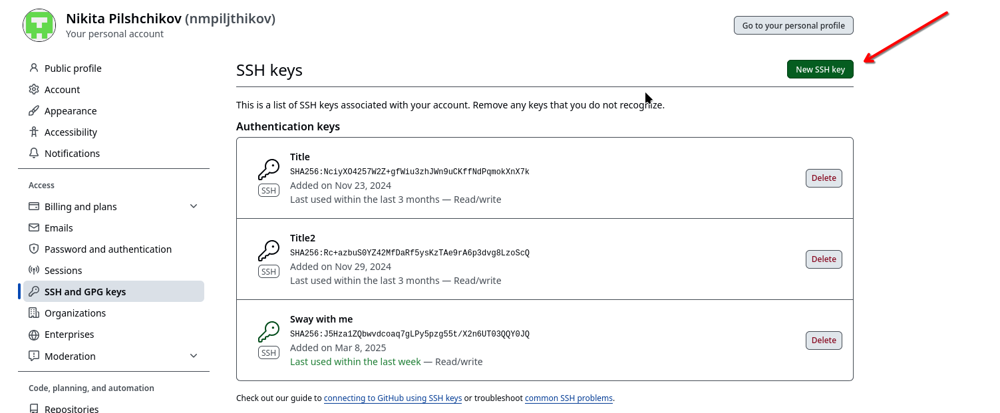 Nikita Pilshchikov (nmpiljthikov)
Your personal account
Go to your personal profile
Public profile
Account
Appearance
Accessibility
Notifications
Access
Billing and plans
Emails
Password and authentication
Sessions
SSH and GPG keys
Organizations
Enterprises
Moderation
Code, planning, and automation
Repositories
SSH keys
New SSH key
This is a list of SSH keys associated with your account. Remove any keys that you do not recognize.
Authentication keys
Title
SHA256:NciyXO4257W2Z+gfWiu3zhJWn9uCKffNdPqmokXnX7k
Added on Nov 23, 2024
Last used within the last 3 months — Read/write
SSH
Delete
Title2
SHA256:Rc+azbuS0YZ42MfDaRf5ysKzTAe9rA6p3dvg8LzoScQ
Added on Nov 29, 2024
Last used within the last 3 months — Read/write
SSH
Delete
Sway with me
SHA256:J5Hza1ZQbwvdcoaq7gLPy5pzg55t/X2n6UT03QQY0JQ
Added on Mar 8, 2025
Last used within the last week — Read/write
SSH
Delete
Check out our guide to connecting to GitHub using SSH keys or troubleshoot common SSH problems.